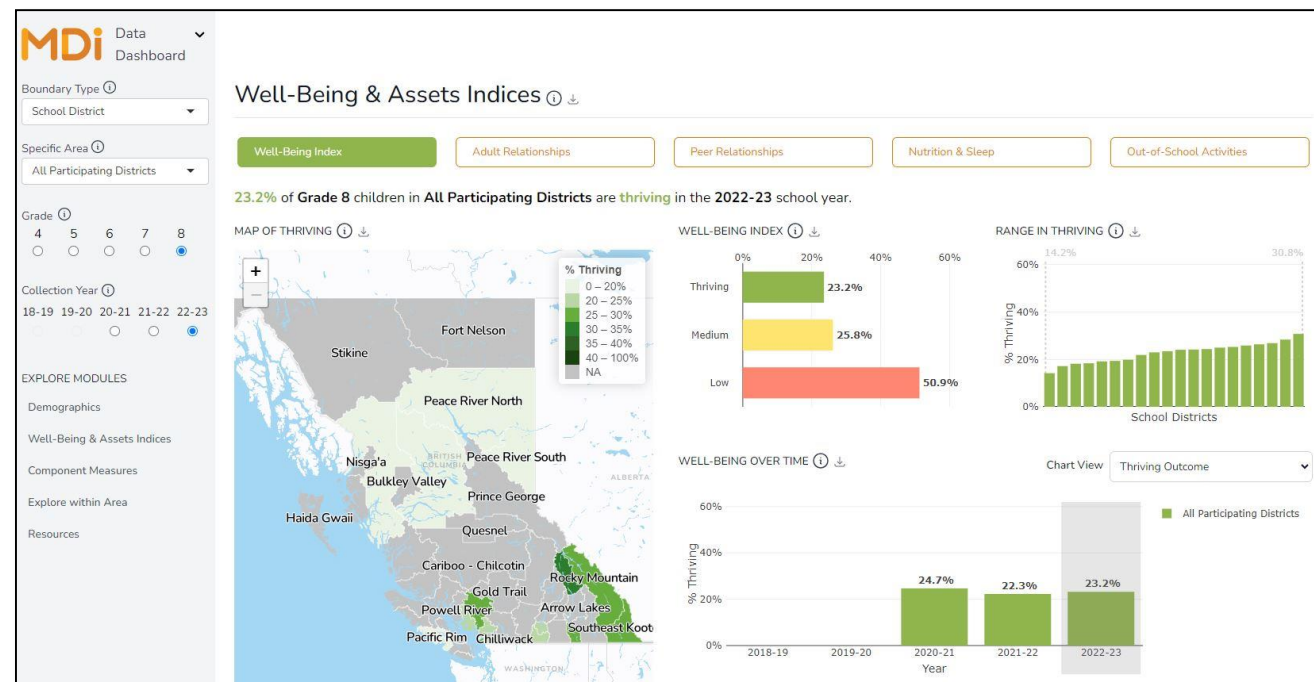 MDi Data
Dashboard
Boundary Type
School District
Specific Area
All Participating Districts
Grade
4 5 6 7 8
Collection Year
18-19 19-20 20-21 21-22 22-23
EXPLORE MODULES
Demographics
Well-Being & Assets Indices
Component Measures
Explore within Area
Resources
Well-Being & Assets Indices
Well-Being Index Adult Relationships Peer Relationships Nutrition & Sleep Out-of-School Activities
23.2% of Grade 8 children in All Participating Districts are thriving in the 2022-23 school year.
MAP OF THRIVING
+
−
% Thriving
0 – 20%
20 – 25%
25 – 30%
30 – 35%
35 – 40%
40 – 100%
NA
Fort Nelson
Stikine
Peace River North
BRITISH
COLUMBIA
Peace River South
Nisga'a
ALBERTA
Bulkley Valley
Prince George
Haida Gwaii
Quesnel
Cariboo - Chilcotin
Rocky Mountain
Gold Trail
Powell River
Arrow Lakes
Southeast Koot
Pacific Rim
Chilliwack
WASHINGTON
WELL-BEING INDEX
0% 20% 40% 60%
Thriving 23.2%
Medium 25.8%
Low 50.9%
RANGE IN THRIVING
14.2% 30.8%
60%
40%
20%
0%
% Thriving
School Districts
WELL-BEING OVER TIME
Chart View Thriving Outcome
60%
40%
20%
0%
% Thriving
24.7% 22.3% 23.2%
2018-19 2019-20 2020-21 2021-22 2022-23
Year
All Participating Districts